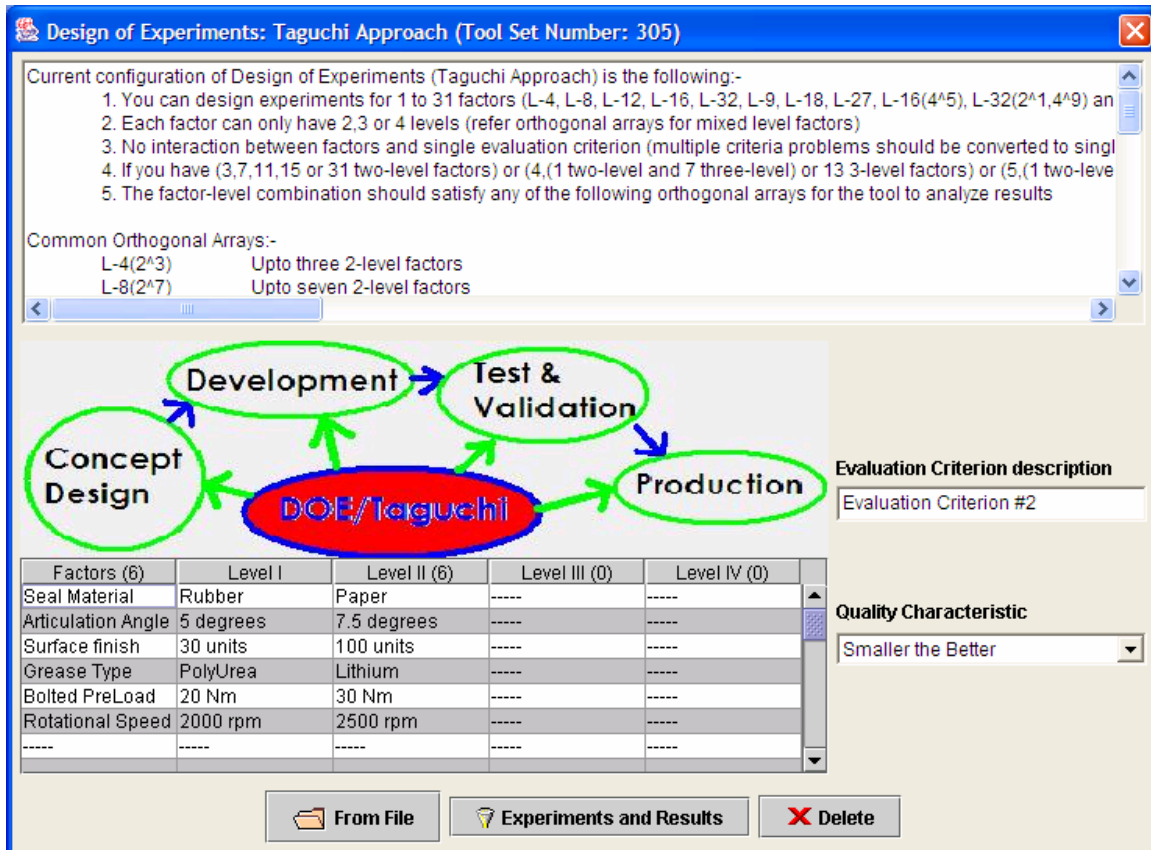 Design of Experiments: Taguchi Approach (Tool Set Number: 305)
Current configuration of Design of Experiments (Taguchi Approach) is the following:-
1. You can design experiments for 1 to 31 factors (L-4, L-8, L-12, L-16, L-32, L-9, L-18, L-27, L-16(4^5), L-32(2^1,4^9) an
2. Each factor can only have 2,3 or 4 levels (refer orthogonal arrays for mixed level factors)
3. No interaction between factors and single evaluation criterion (multiple criteria problems should be converted to singl
4. If you have (3,7,11,15 or 31 two-level factors) or (4,(1 two-level and 7 three-level) or 13 3-level factors) or (5,(1 two-leve
5. The factor-level combination should satisfy any of the following orthogonal arrays for the tool to analyze results
Common Orthogonal Arrays:-
L-4(2^3) Upto three 2-level factors
L-8(2^7) Upto seven 2-level factors
Development
Test &
Validation
Concept
Design
DOE/Taguchi
Production
Evaluation Criterion description
Evaluation Criterion #2
Factors (6) Level I Level II (6) Level III (0) Level IV (0)
Seal Material Rubber Paper ----- -----
Articulation Angle 5 degrees 7.5 degrees ----- -----
Surface finish 30 units 100 units ----- -----
Grease Type PolyUrea Lithium ----- -----
Bolted PreLoad 20 Nm 30 Nm ----- -----
Rotational Speed 2000 rpm 2500 rpm ----- -----
----- ----- ----- ----- -----
Quality Characteristic
Smaller the Better
From File Experiments and Results Delete